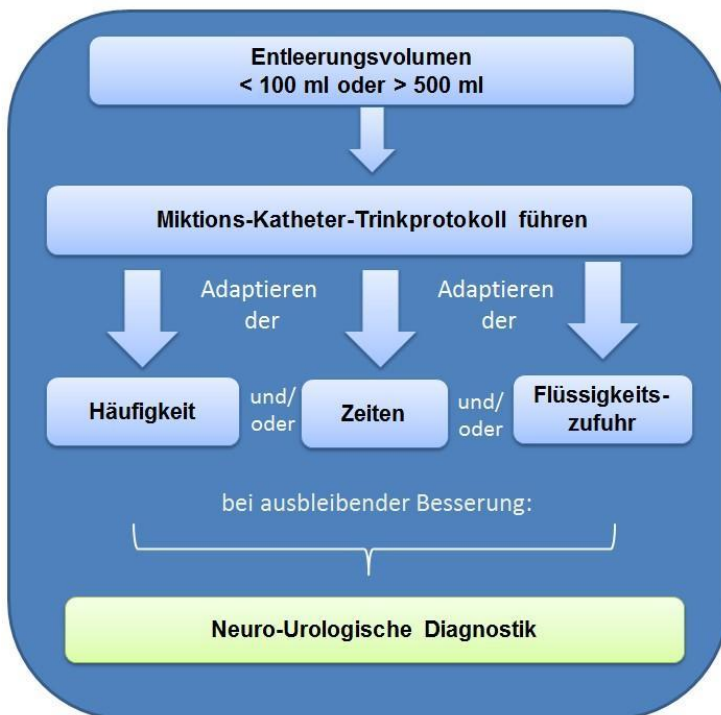 Entleerungsvolumen
< 100 ml oder > 500 ml
Miktions-Katheter-Trinkprotokoll führen
Adaptieren
der
Adaptieren
der
Häufigkeit
und/
oder
Zeiten
und/
oder
Flüssigkeits-
zufuhr
bei ausbleibender Besserung:
Neuro-Urologische Diagnostik